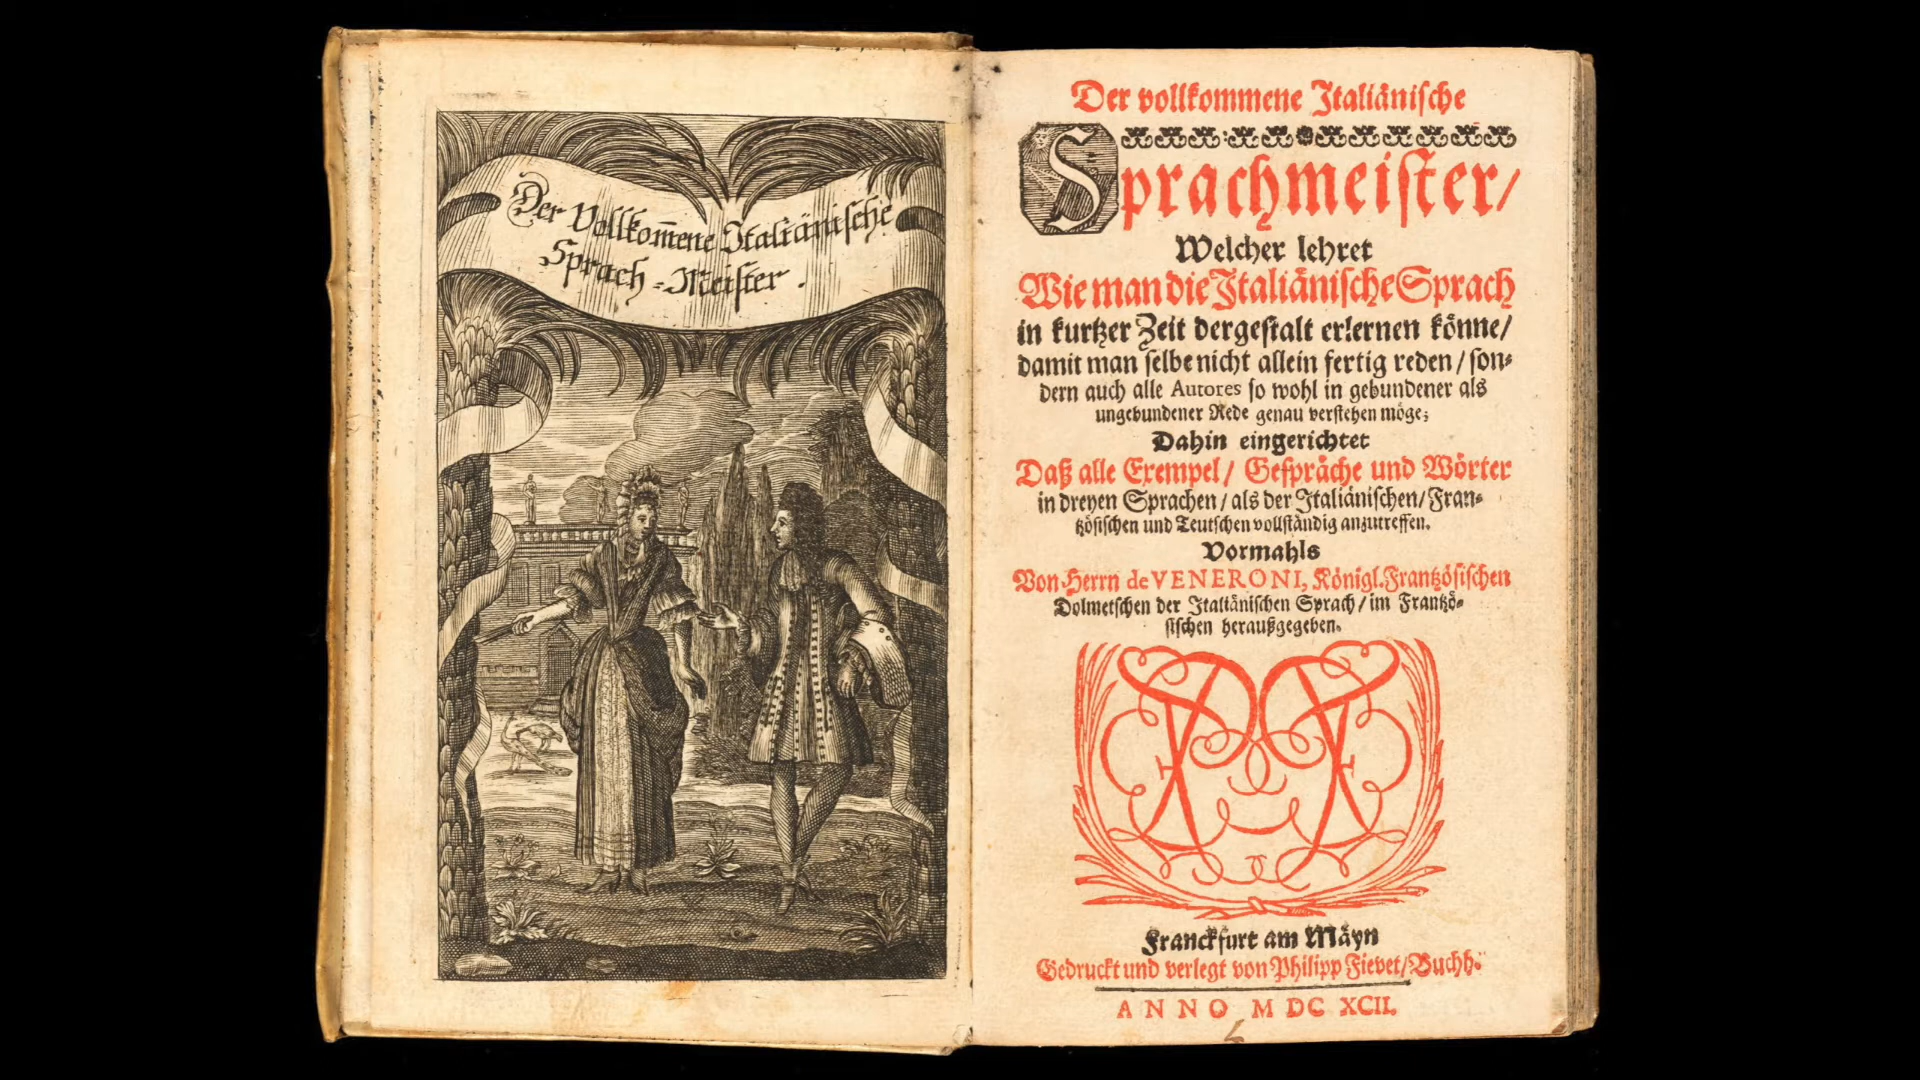 Der Vollkom̄ene Italiänische
Sprach-Meister.
Der vollkommene Italiänische
Sprachmeister/
Welcher lehret
Wie man die Italiänische Sprach
in kurtzer Zeit dergestalt erlernen könne/
damit man selbe nicht allein fertig reden/ son-
dern auch alle Autores so wohl in gebundener als
ungebundener Rede genau verstehen möge;
Dahin eingerichtet
Daß alle Exempel/ Gespräche und Wörter
in dreyen Sprachen/ als der Italiänischen/ Fran-
tzösischen und Teutschen vollständig anzutreffen.
Vormahls
Von Herrn de VENERONI, Königl. Frantzösischen
Dolmetschen der Italiänischen Sprach/ im Frantzö-
sischen heraußgegeben.
Franckfurt am Mäyn
Gedruckt und verlegt von Philipp Fievet/ Buchh.
ANNO MDC XCII.